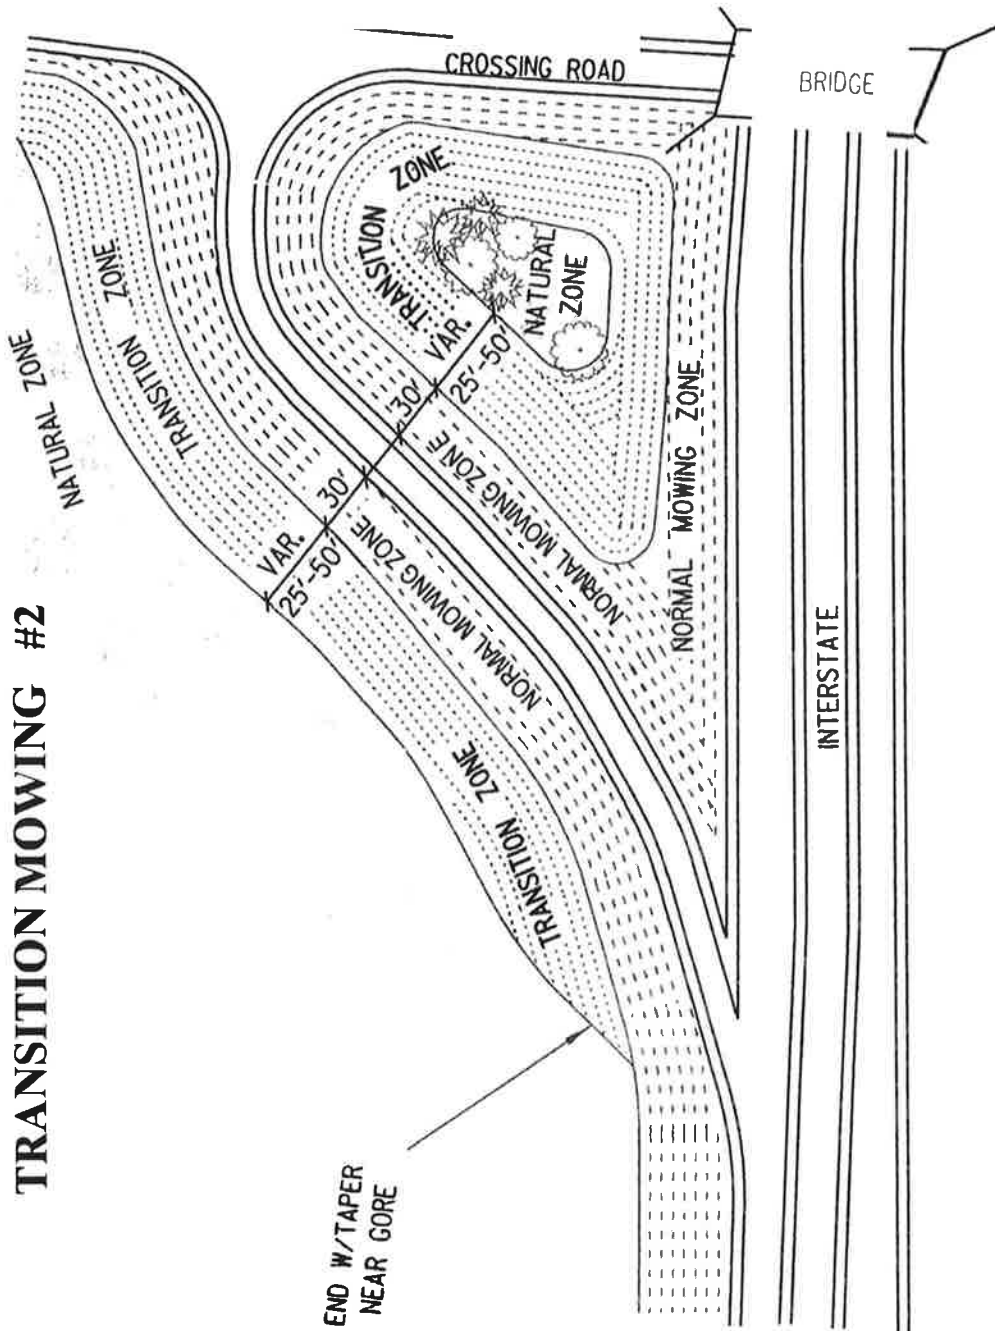 TRANSITION MOWING #2
NATURAL ZONE
TRANSITION ZONE
VAR.
25'-50'
30'
NORMAL MOWING ZONE
TRANSITION ZONE
END W/TAPER
NEAR GORE
CROSSING ROAD
BRIDGE
TRANSITION ZONE
NATURAL
ZONE
VAR.
25'-50'
30'
NORMAL MOWING ZONE
NORMAL MOWING ZONE
INTERSTATE